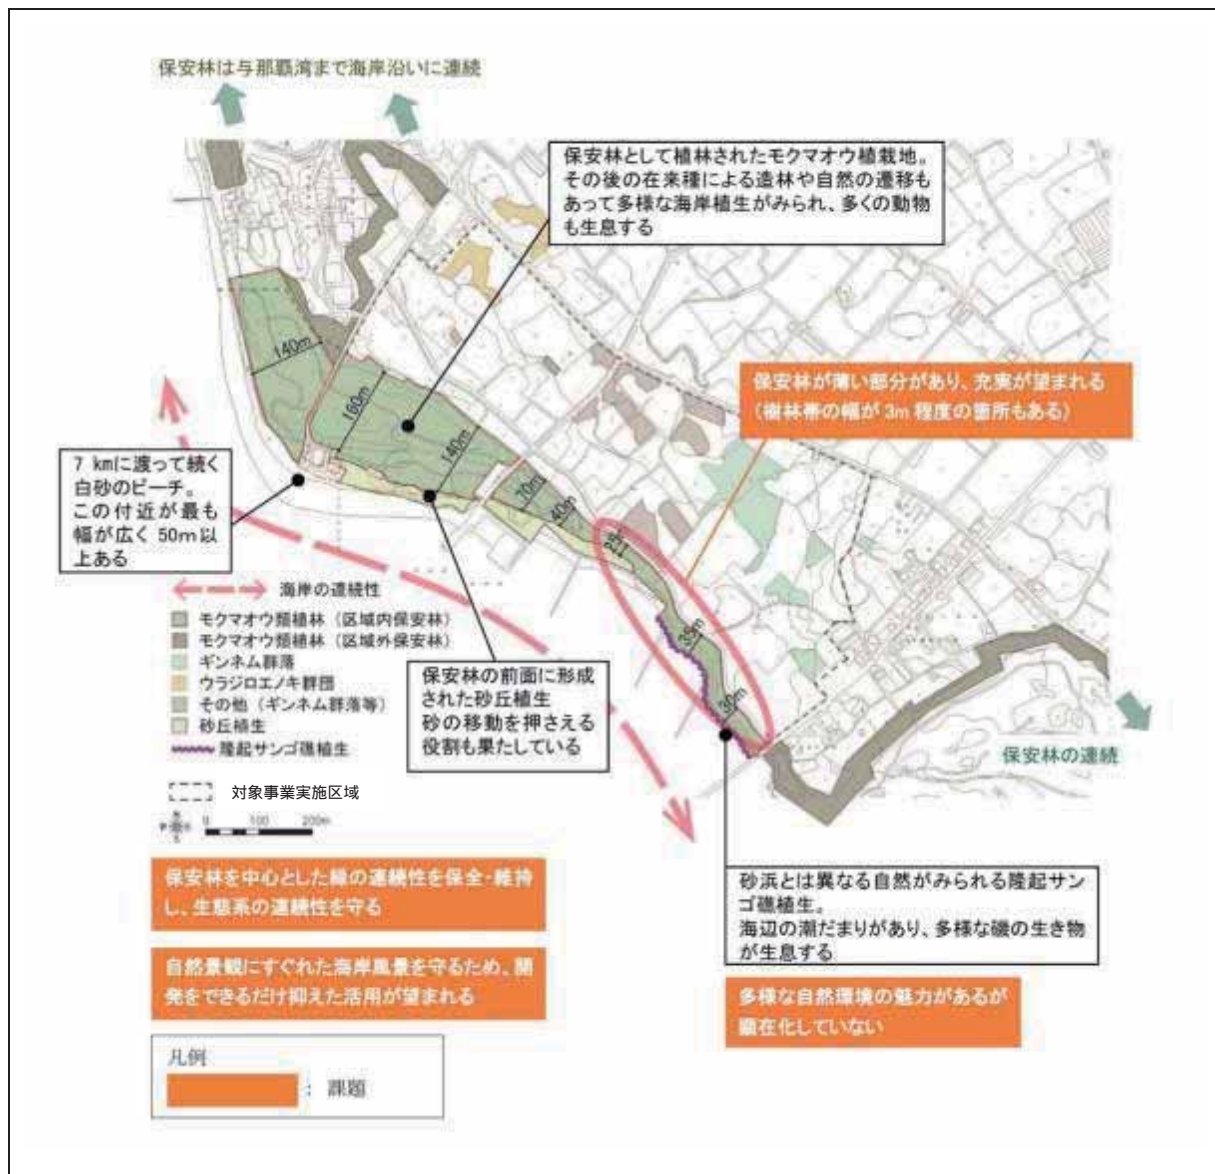 保安林は与那覇湾まで海岸沿いに連続
保安林として植林されたモクマオウ植栽地。
その後の在来種による造林や自然の遷移も
あって多様な海岸植生がみられ、多くの動物
も生息する
140m
160m
140m
70m
40m
35m
30m
保安林が薄い部分があり、充実が望まれる
(樹林帯の幅が 3m 程度の箇所もある)
7 kmに渡って続く
白砂のビーチ。
この付近が最も
幅が広く 50m以
上ある
海岸の連続性
モクマオウ類植林(区域内保安林)
モクマオウ類植林(区域外保安林)
ギンネム群落
ウラジロエノキ群団
その他(ギンネム群落等)
砂丘植生
隆起サンゴ礁植生
対象事業実施区域
0 100 200m
保安林の前面に形成
された砂丘植生
砂の移動を押さえる
役割も果たしている
保安林の連続
保安林を中心とした緑の連続性を保全・維持
し、生態系の連続性を守る
自然景観にすぐれた海岸風景を守るため、開
発をできるだけ抑えた活用が望まれる
砂浜とは異なる自然がみられる隆起サン
ゴ礁植生。
海辺の潮だまりがあり、多様な磯の生き物
が生息する
多様な自然環境の魅力があるが
顕在化していない
凡例
: 課題